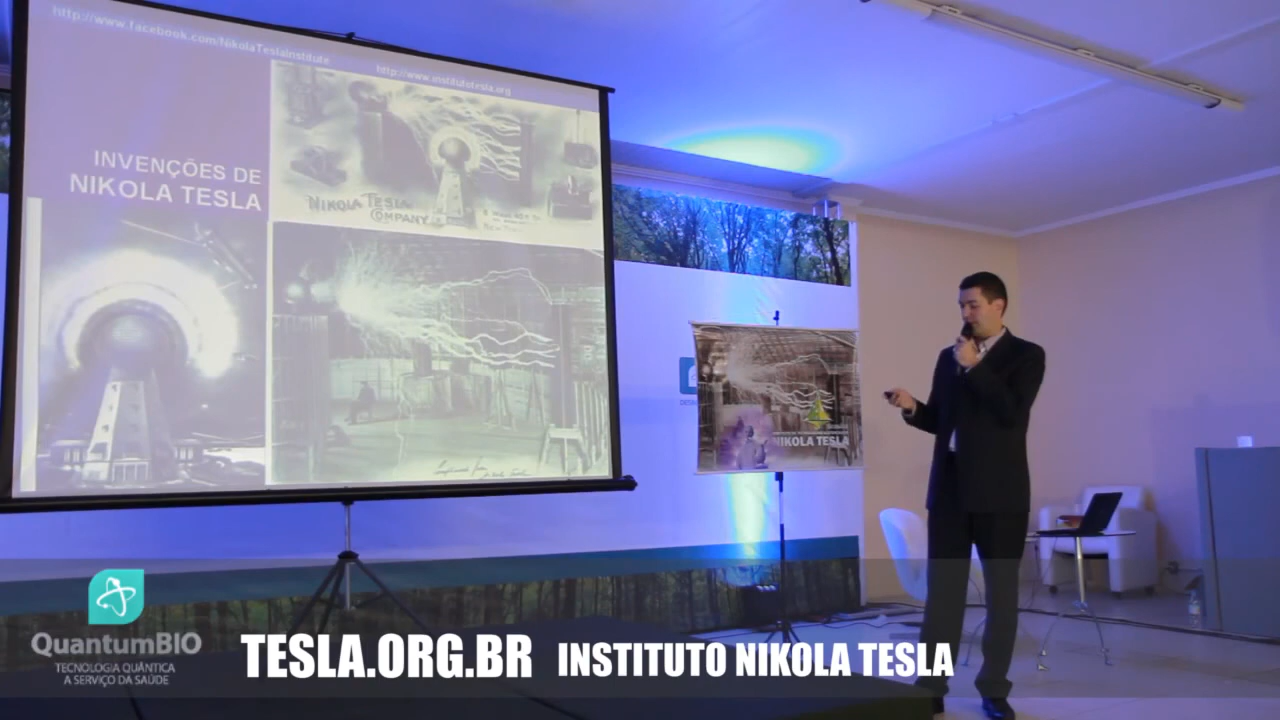 http://www.facebook.com/NikolaTeslaInstitute
http://www.institutotesla.org
INVENÇÕES DE
NIKOLA TESLA
NIKOLA TESLA
COMPANY
NIKOLA TESLA
QuantumBIO
TECNOLOGIA QUÂNTICA
A SERVIÇO DA SAÚDE
TESLA.ORG.BR INSTITUTO NIKOLA TESLA